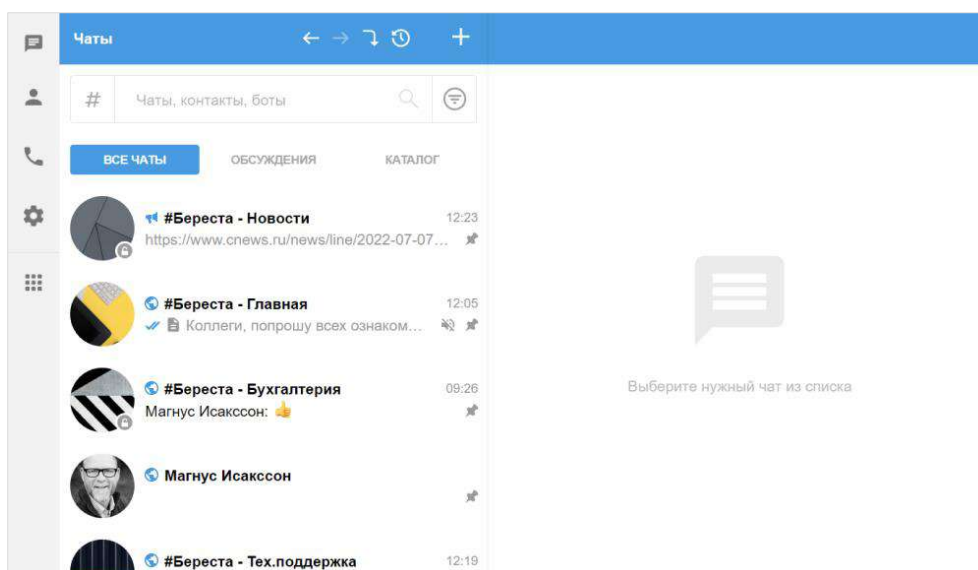 Чаты
#
Чаты, контакты, боты
ВСЕ ЧАТЫ ОБСУЖДЕНИЯ КАТАЛОГ
#Береста - Новости 12:23
https://www.cnews.ru/news/line/2022-07-07...
#Береста - Главная 12:05
Коллеги, попрошу всех ознаком...
#Береста - Бухгалтерия 09:26
Магнус Исакссон: 👍
Выберите нужный чат из списка
Магнус Исакссон
#Береста - Тех.поддержка 12:19